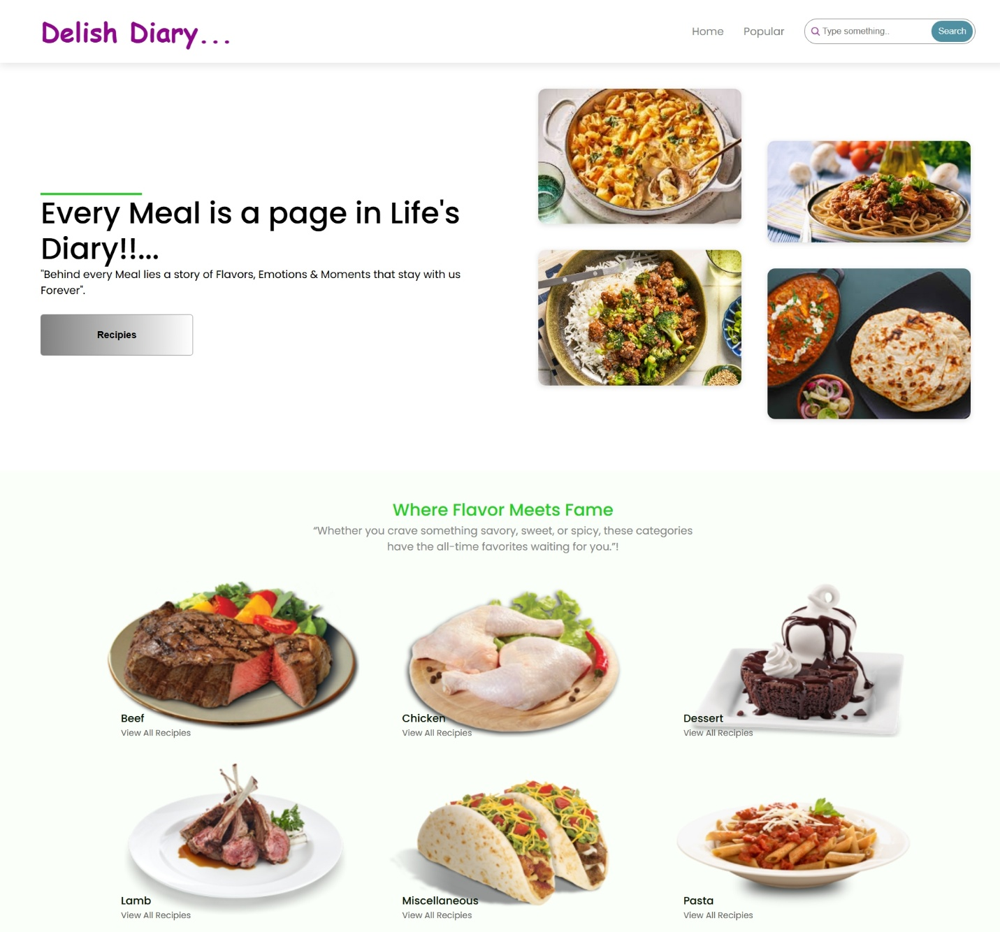 Delish Diary...
Home
Popular
Type something..
Search
Every Meal is a page in Life's
Diary!!...
"Behind every Meal lies a story of Flavors, Emotions & Moments that stay with us
Forever".
Recipies
Where Flavor Meets Fame
“Whether you crave something savory, sweet, or spicy, these categories
have the all-time favorites waiting for you.”!
Beef
View All Recipies
Chicken
View All Recipies
Dessert
View All Recipies
Lamb
View All Recipies
Miscellaneous
View All Recipies
Pasta
View All Recipies